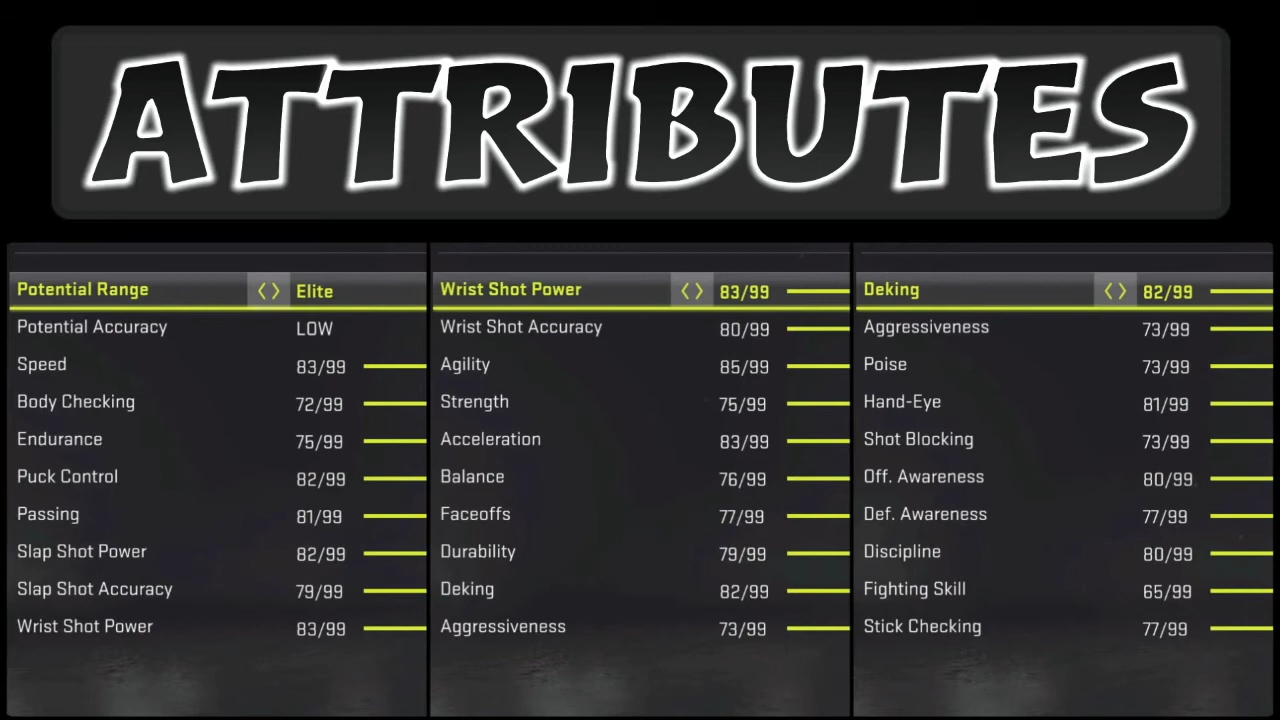 ATTRIBUTES
Potential Range <> Elite
Potential Accuracy LOW
Speed 83/99
Body Checking 72/99
Endurance 75/99
Puck Control 82/99
Passing 81/99
Slap Shot Power 82/99
Slap Shot Accuracy 79/99
Wrist Shot Power 83/99
Wrist Shot Power <> 83/99
Wrist Shot Accuracy 80/99
Agility 85/99
Strength 75/99
Acceleration 83/99
Balance 76/99
Faceoffs 77/99
Durability 79/99
Deking 82/99
Aggressiveness 73/99
Deking <> 82/99
Aggressiveness 73/99
Poise 73/99
Hand-Eye 81/99
Shot Blocking 73/99
Off. Awareness 80/99
Def. Awareness 77/99
Discipline 80/99
Fighting Skill 65/99
Stick Checking 77/99